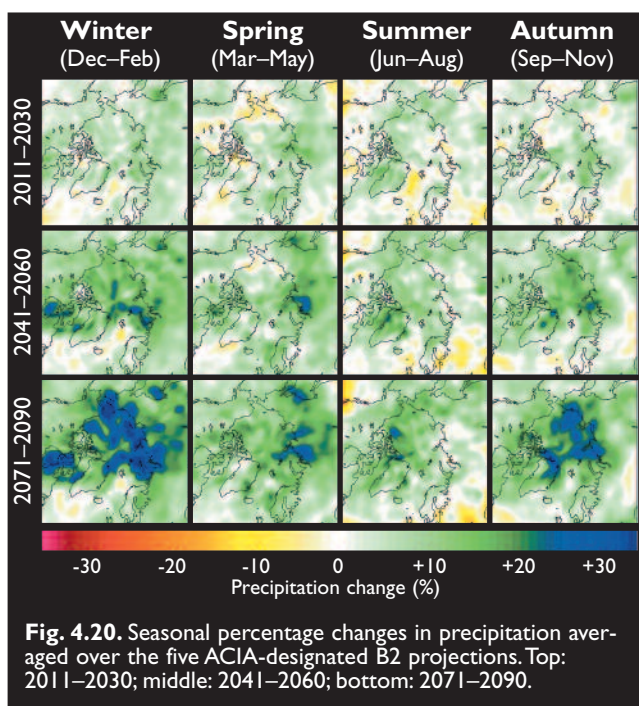 Winter Spring Summer Autumn
(Dec–Feb) (Mar–May) (Jun–Aug) (Sep–Nov)
2011–2030
2041–2060
2071–2090
-30 -20 -10 0 +10 +20 +30
Precipitation change (%)
Fig. 4.20. Seasonal percentage changes in precipitation aver-
aged over the five ACIA-designated B2 projections. Top:
2011–2030; middle: 2041–2060; bottom: 2071–2090.